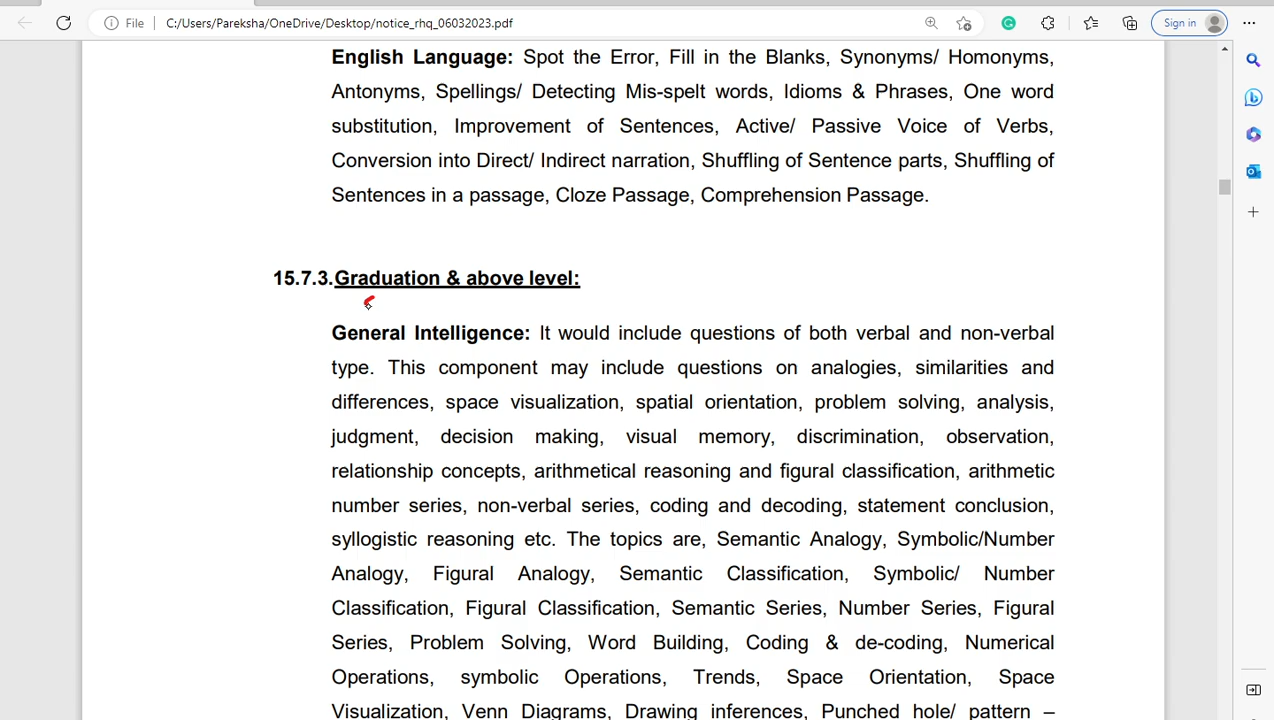 File
C:/Users/Pareksha/OneDrive/Desktop/notice_rhq_06032023.pdf
Sign in
English Language: Spot the Error, Fill in the Blanks, Synonyms/ Homonyms,
Antonyms, Spellings/ Detecting Mis-spelt words, Idioms & Phrases, One word
substitution, Improvement of Sentences, Active/ Passive Voice of Verbs,
Conversion into Direct/ Indirect narration, Shuffling of Sentence parts, Shuffling of
Sentences in a passage, Cloze Passage, Comprehension Passage.
15.7.3.Graduation & above level:
General Intelligence: It would include questions of both verbal and non-verbal
type. This component may include questions on analogies, similarities and
differences, space visualization, spatial orientation, problem solving, analysis,
judgment, decision making, visual memory, discrimination, observation,
relationship concepts, arithmetical reasoning and figural classification, arithmetic
number series, non-verbal series, coding and decoding, statement conclusion,
syllogistic reasoning etc. The topics are, Semantic Analogy, Symbolic/Number
Analogy, Figural Analogy, Semantic Classification, Symbolic/ Number
Classification, Figural Classification, Semantic Series, Number Series, Figural
Series, Problem Solving, Word Building, Coding & de-coding, Numerical
Operations, symbolic Operations, Trends, Space Orientation, Space
Visualization, Venn Diagrams, Drawing inferences, Punched hole/ pattern –